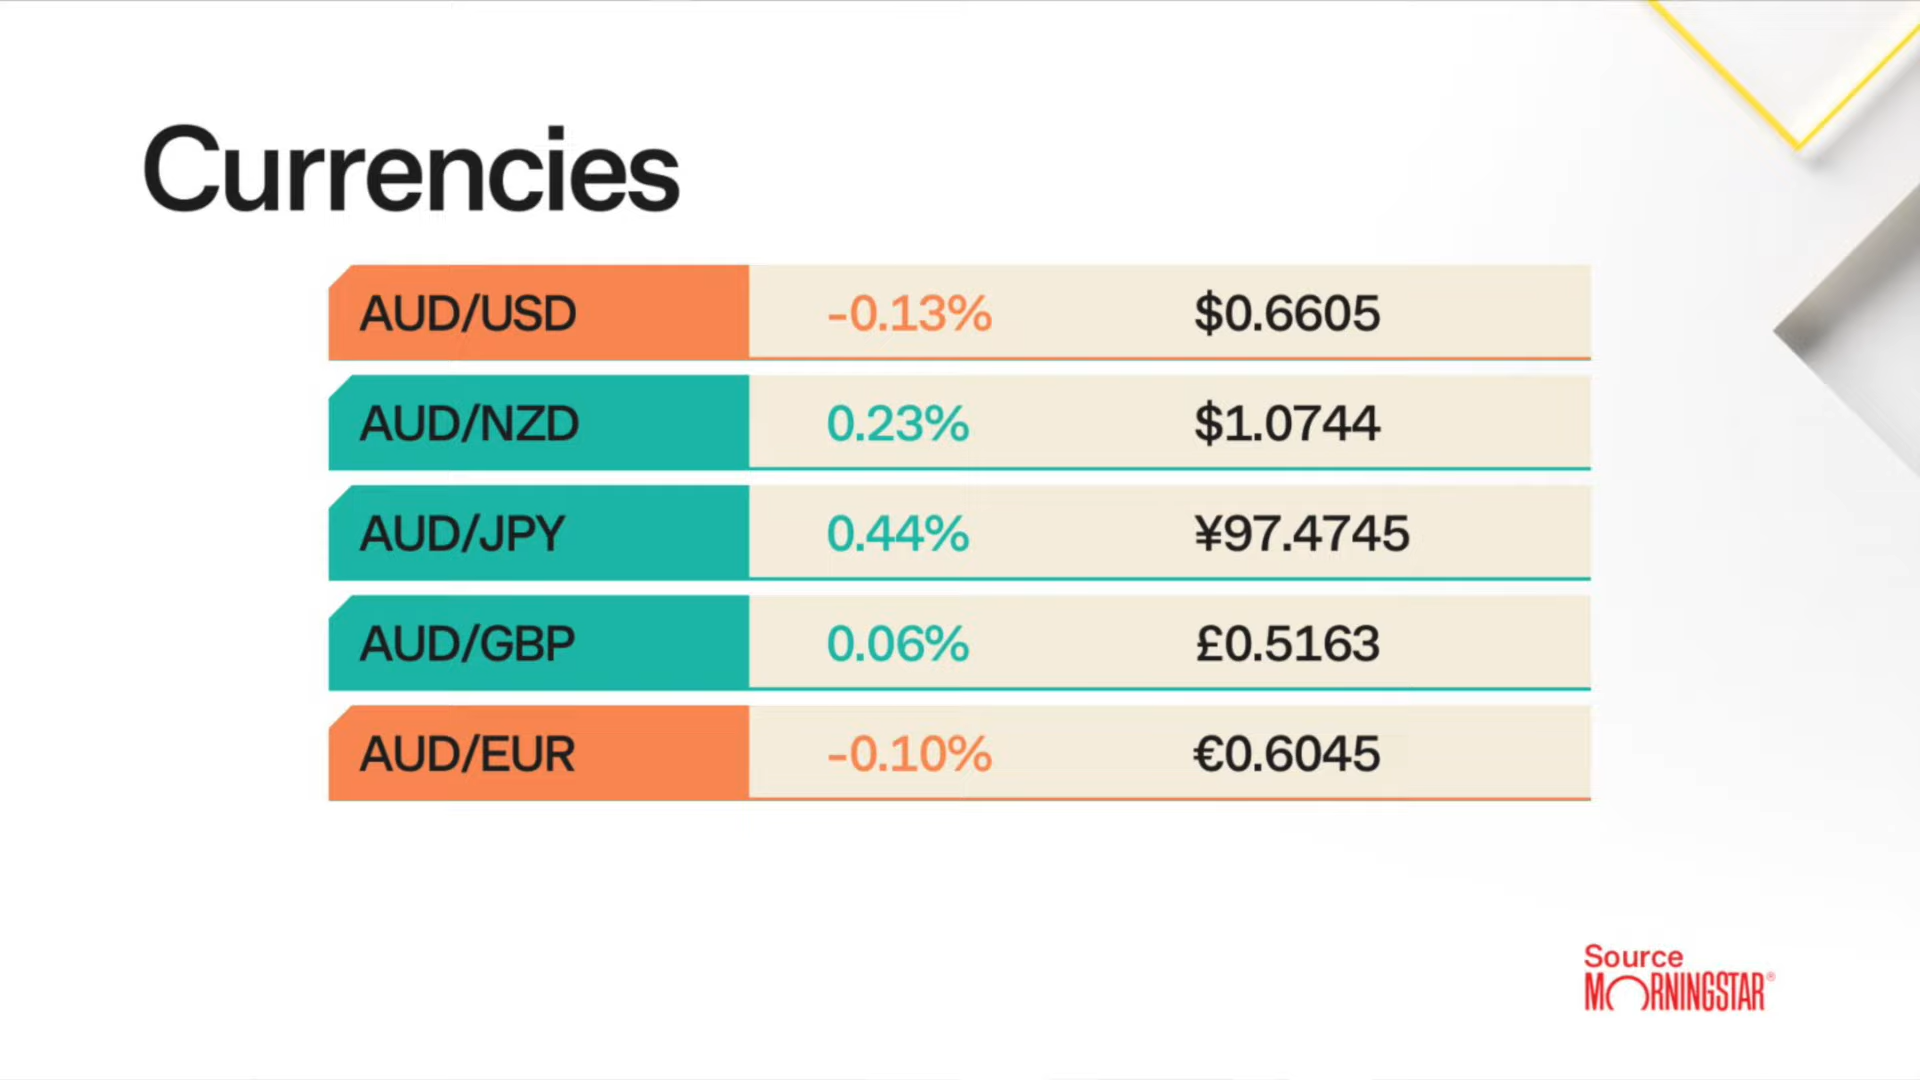 Currencies
AUD/USD -0.13% $0.6605
AUD/NZD 0.23% $1.0744
AUD/JPY 0.44% ¥97.4745
AUD/GBP 0.06% £0.5163
AUD/EUR -0.10% €0.6045
Source
MORNINGSTAR®